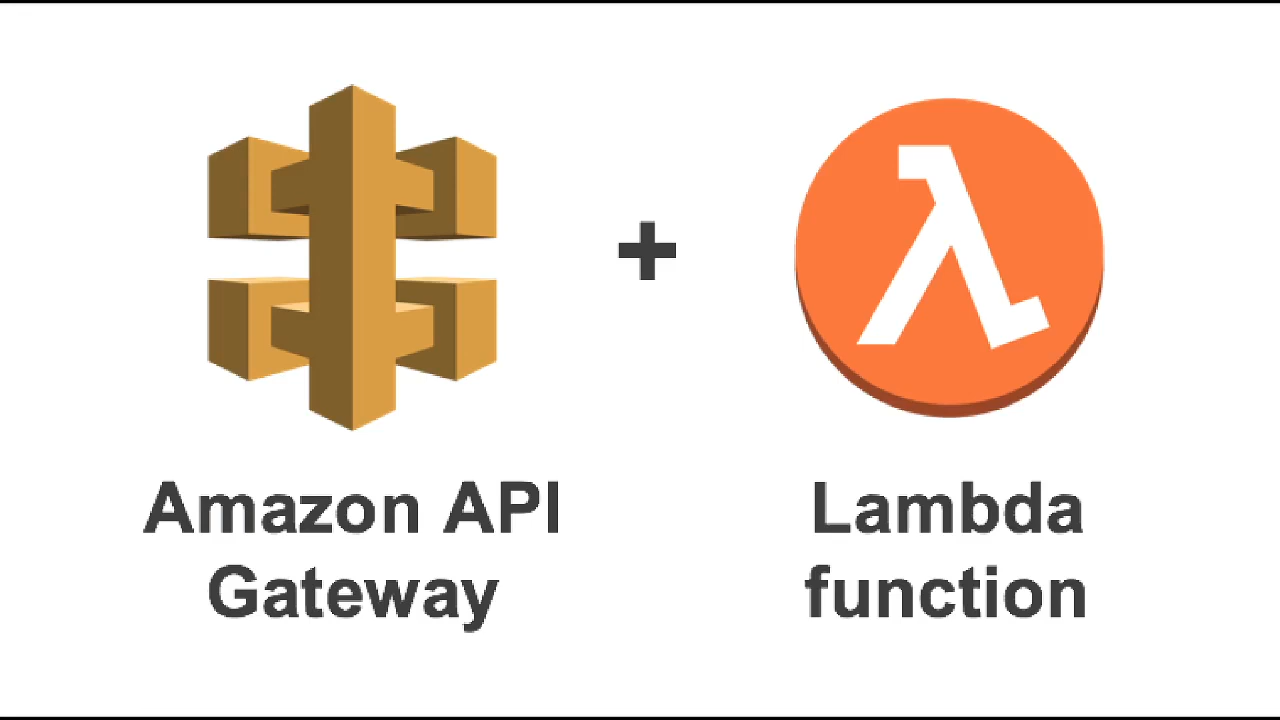 +
λ
Amazon API
Gateway
Lambda
function